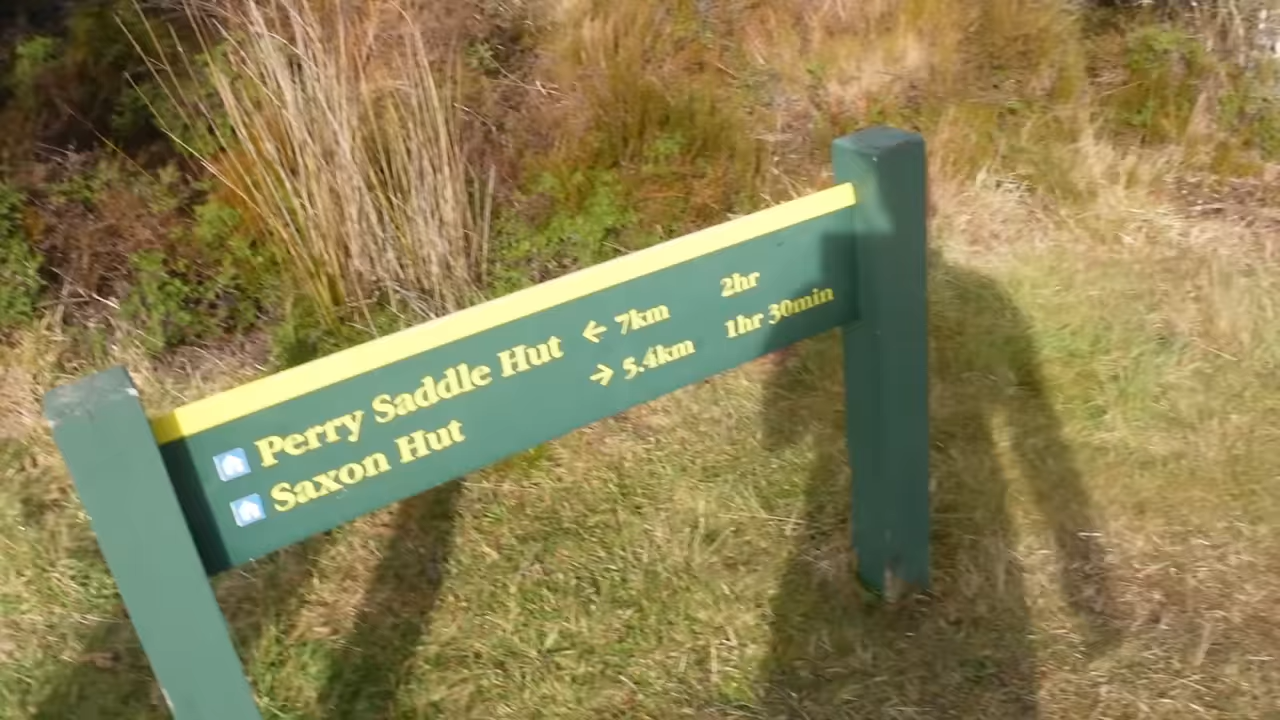 Perry Saddle Hut ← 7km 2hr
Saxon Hut → 5.4km 1hr 30min